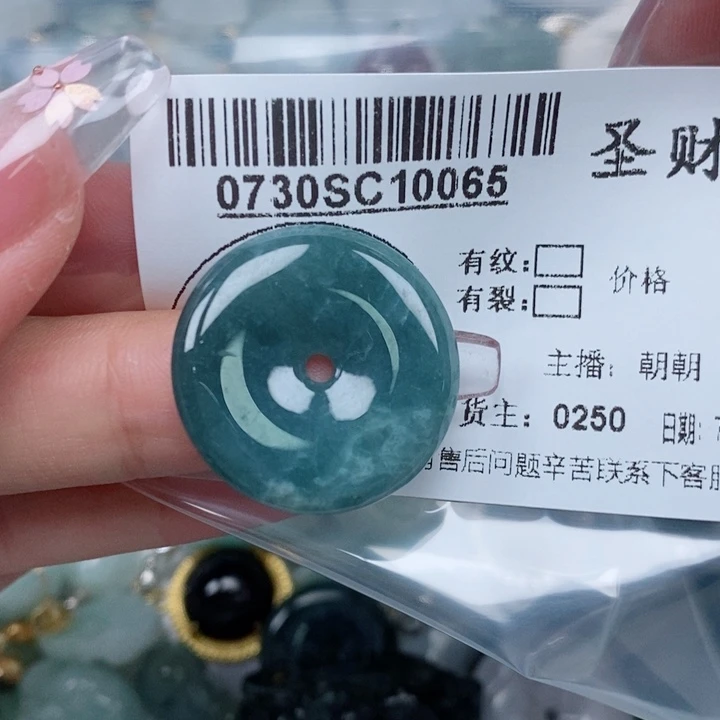 圣财
0730SC10065
有纹:
价格
有裂:
主播: 朝朝
货主: 0250
日期:
售后问题辛苦联系下客服